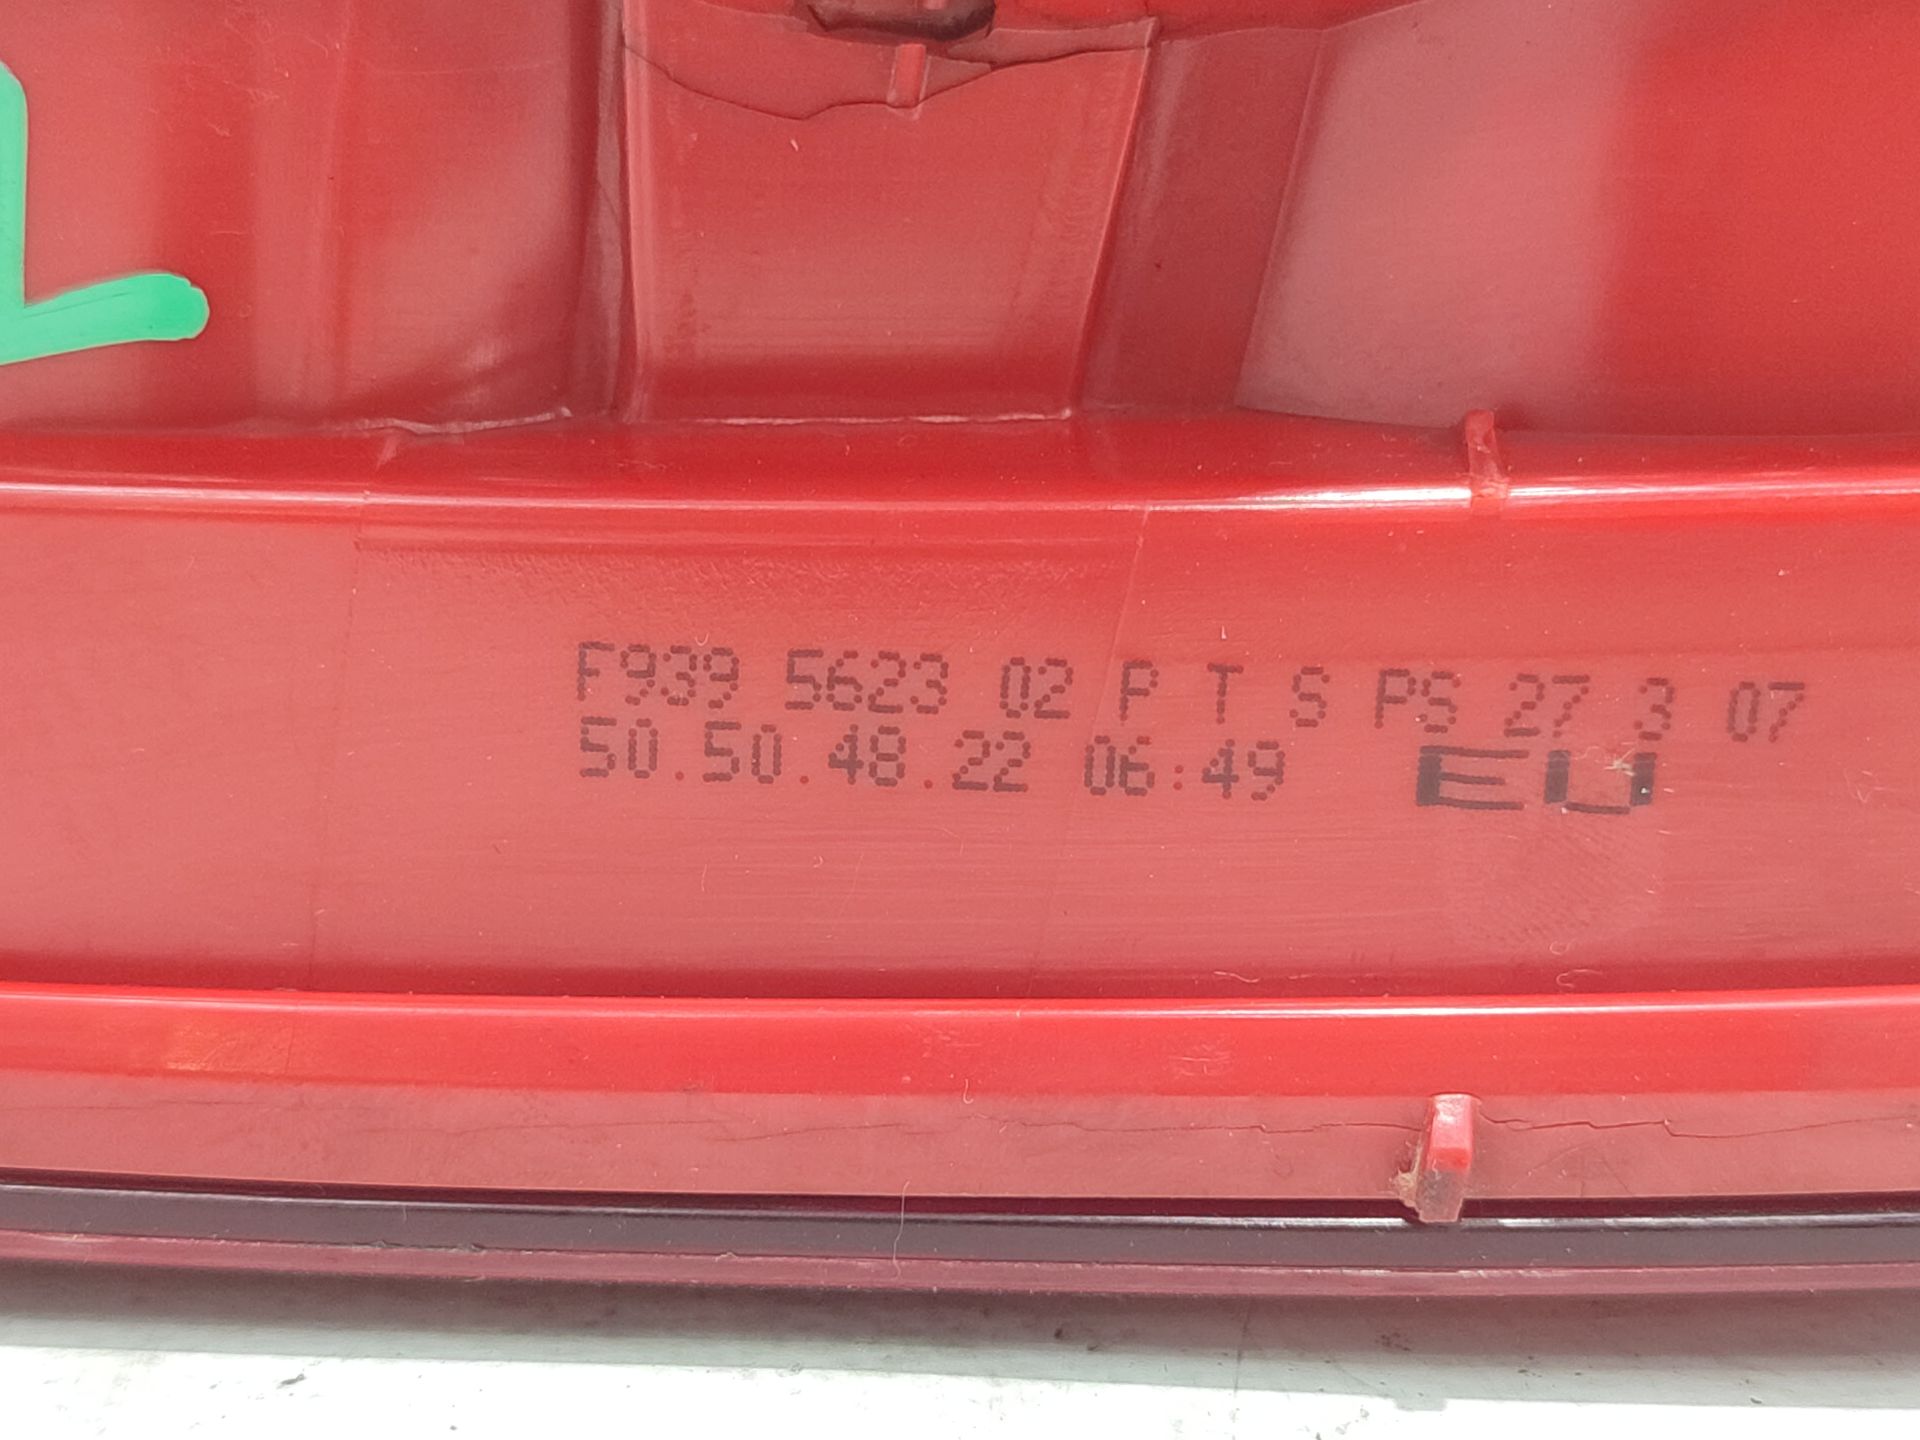 F939 5623 02 P T S PS 27 3 07
50.50.48.22 06:49 EU